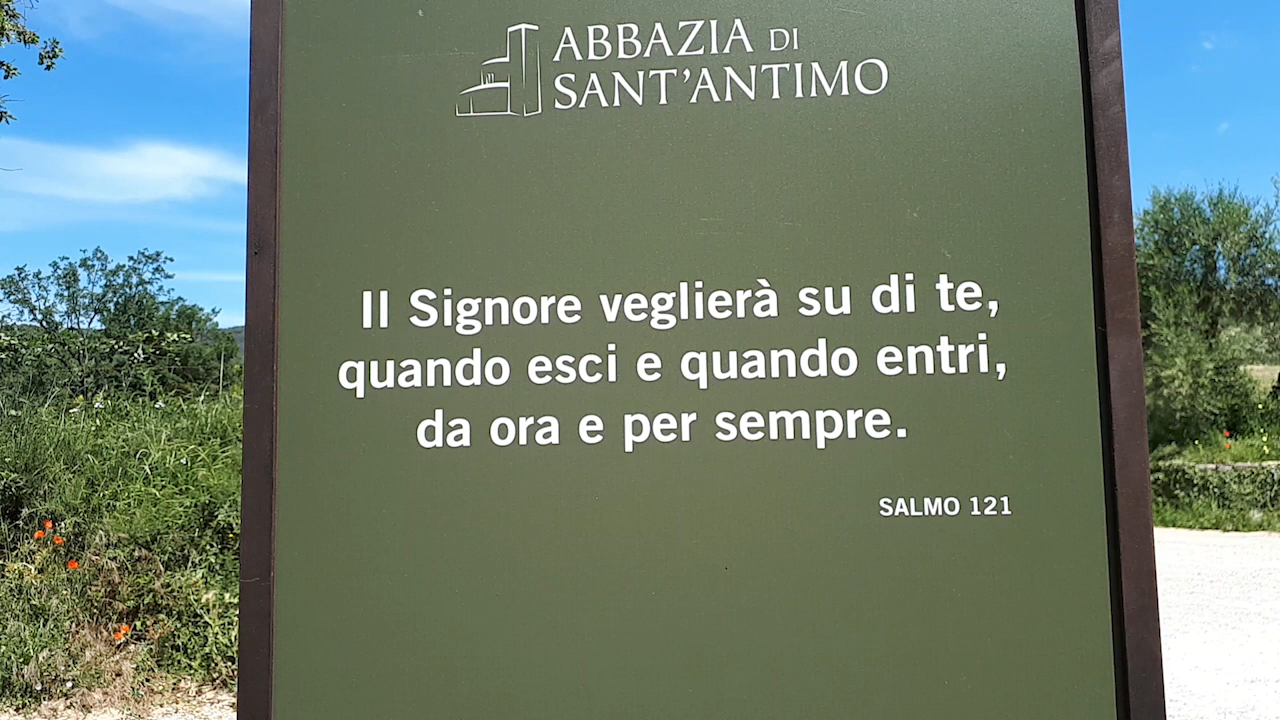 ABBAZIA DI
SANT'ANTIMO
Il Signore veglierà su di te,
quando esci e quando entri,
da ora e per sempre.
SALMO 121